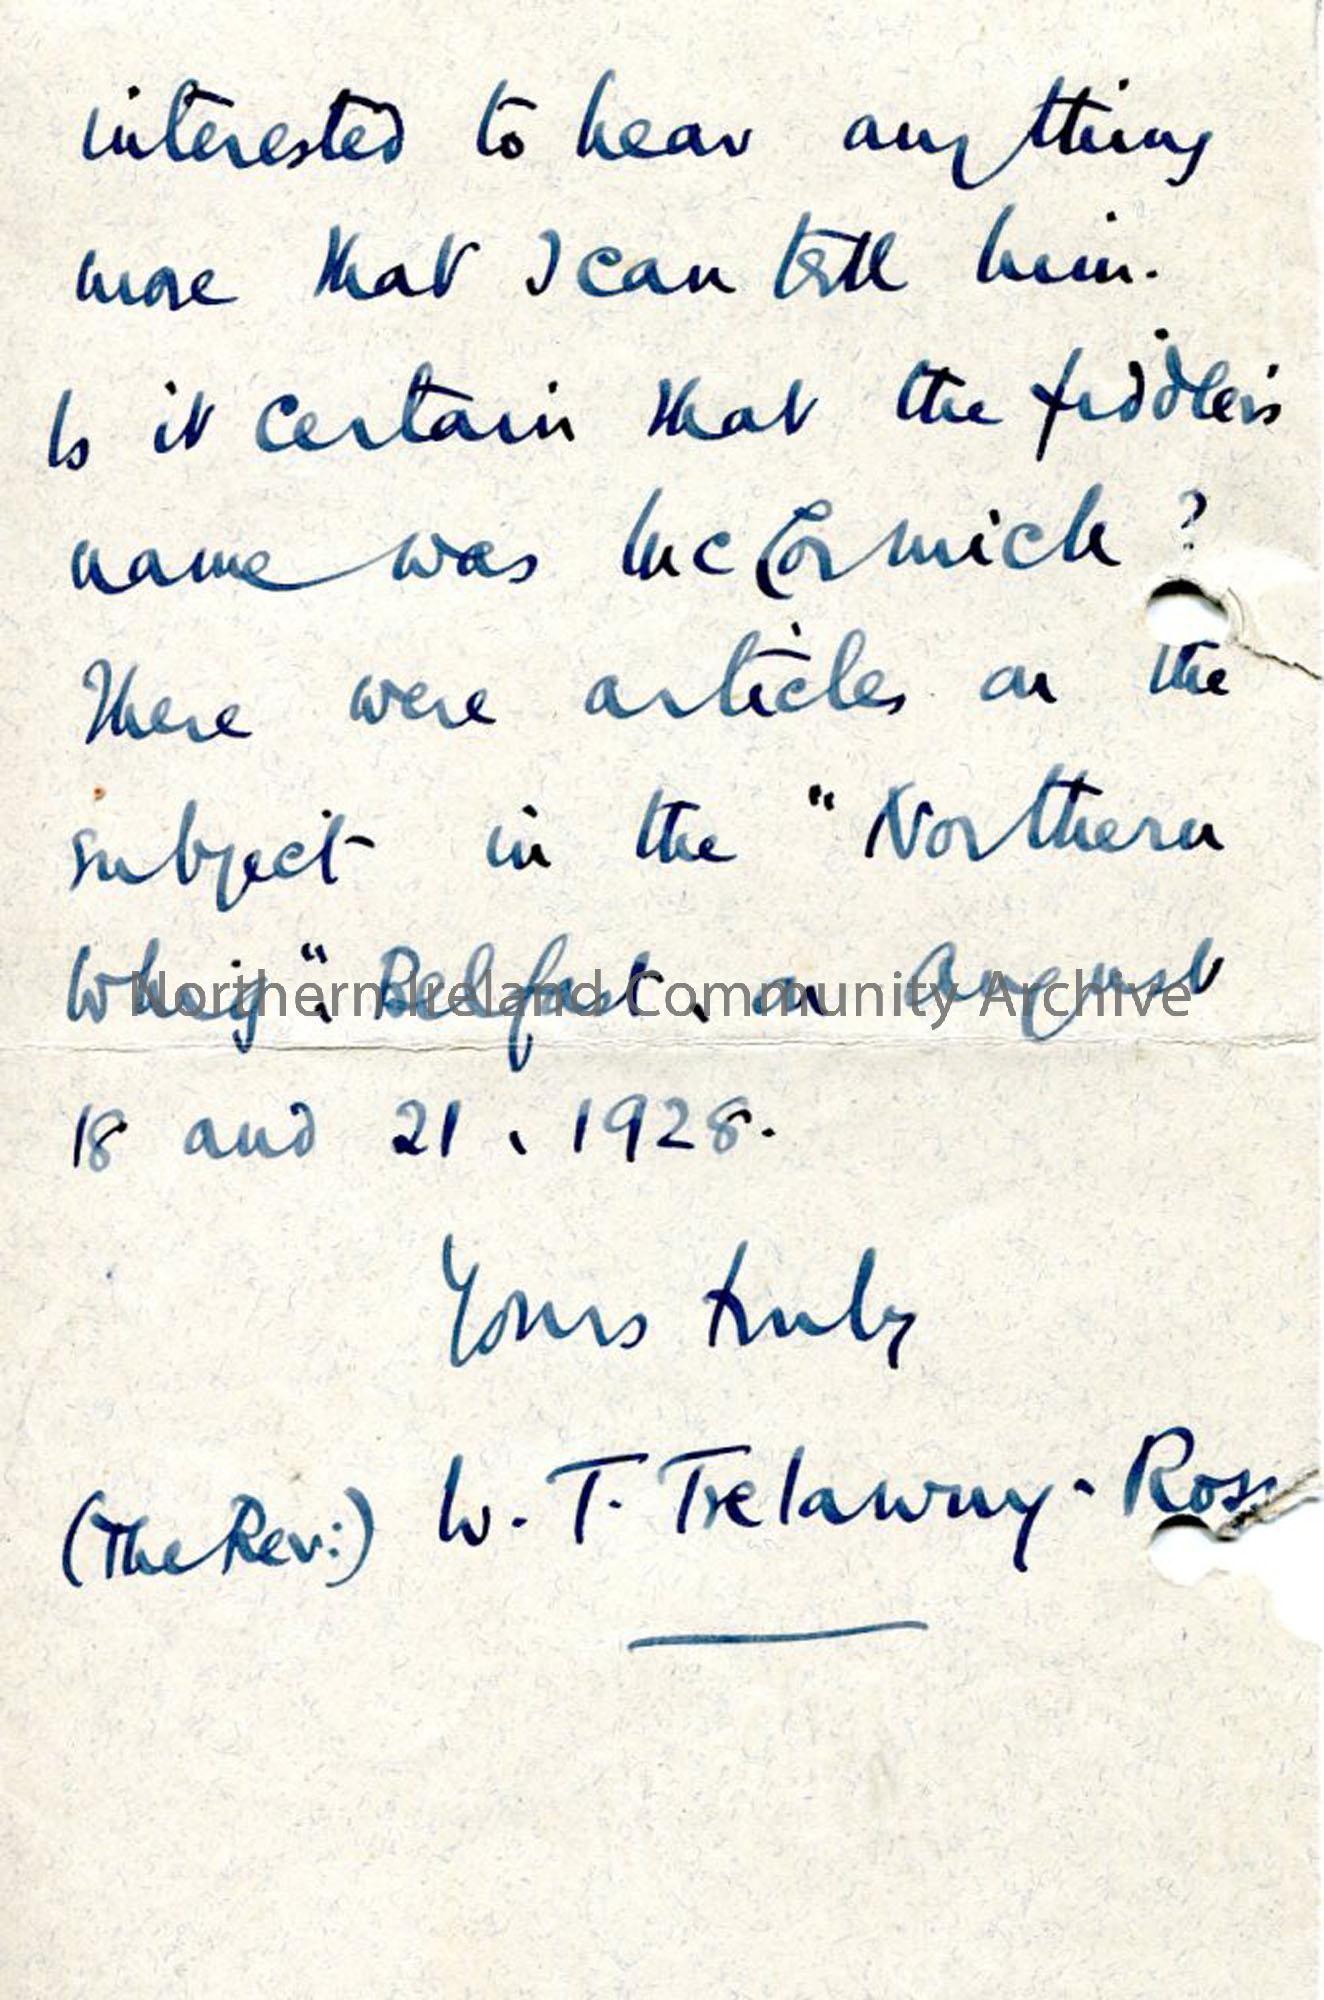 interested to hear anything
more that I can tell him.
Is it certain that the fiddler's
name was McCormick?
There were articles on the
subject in the "Northern
Whig", Belfast, on August
Northern Ireland Community Archive
18 and 21, 1928.
Yours truly
(The Rev:) W. T. Trelawny-Ross